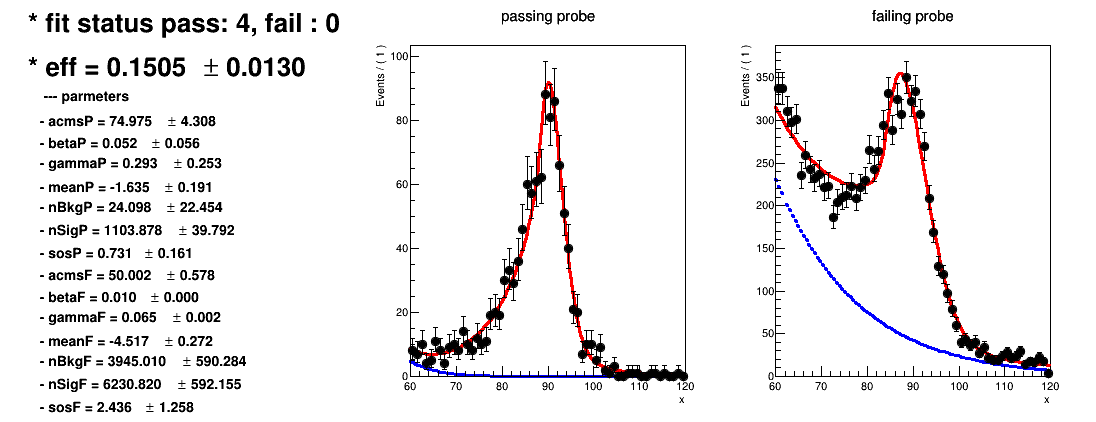 * fit status pass: 4, fail : 0
* eff = 0.1505 ± 0.0130
--- parmeters
- acmsP = 74.975 ± 4.308
- betaP = 0.052 ± 0.056
- gammaP = 0.293 ± 0.253
- meanP = -1.635 ± 0.191
- nBkgP = 24.098 ± 22.454
- nSigP = 1103.878 ± 39.792
- sosP = 0.731 ± 0.161
- acmsF = 50.002 ± 0.578
- betaF = 0.010 ± 0.000
- gammaF = 0.065 ± 0.002
- meanF = -4.517 ± 0.272
- nBkgF = 3945.010 ± 590.284
- nSigF = 6230.820 ± 592.155
- sosF = 2.436 ± 1.258
passing probe
Events / ( 1 )
100
80
60
40
20
0
60 70 80 90 100 110 120
x
failing probe
Events / ( 1 )
350
300
250
200
150
100
50
0
60 70 80 90 100 110 120
x